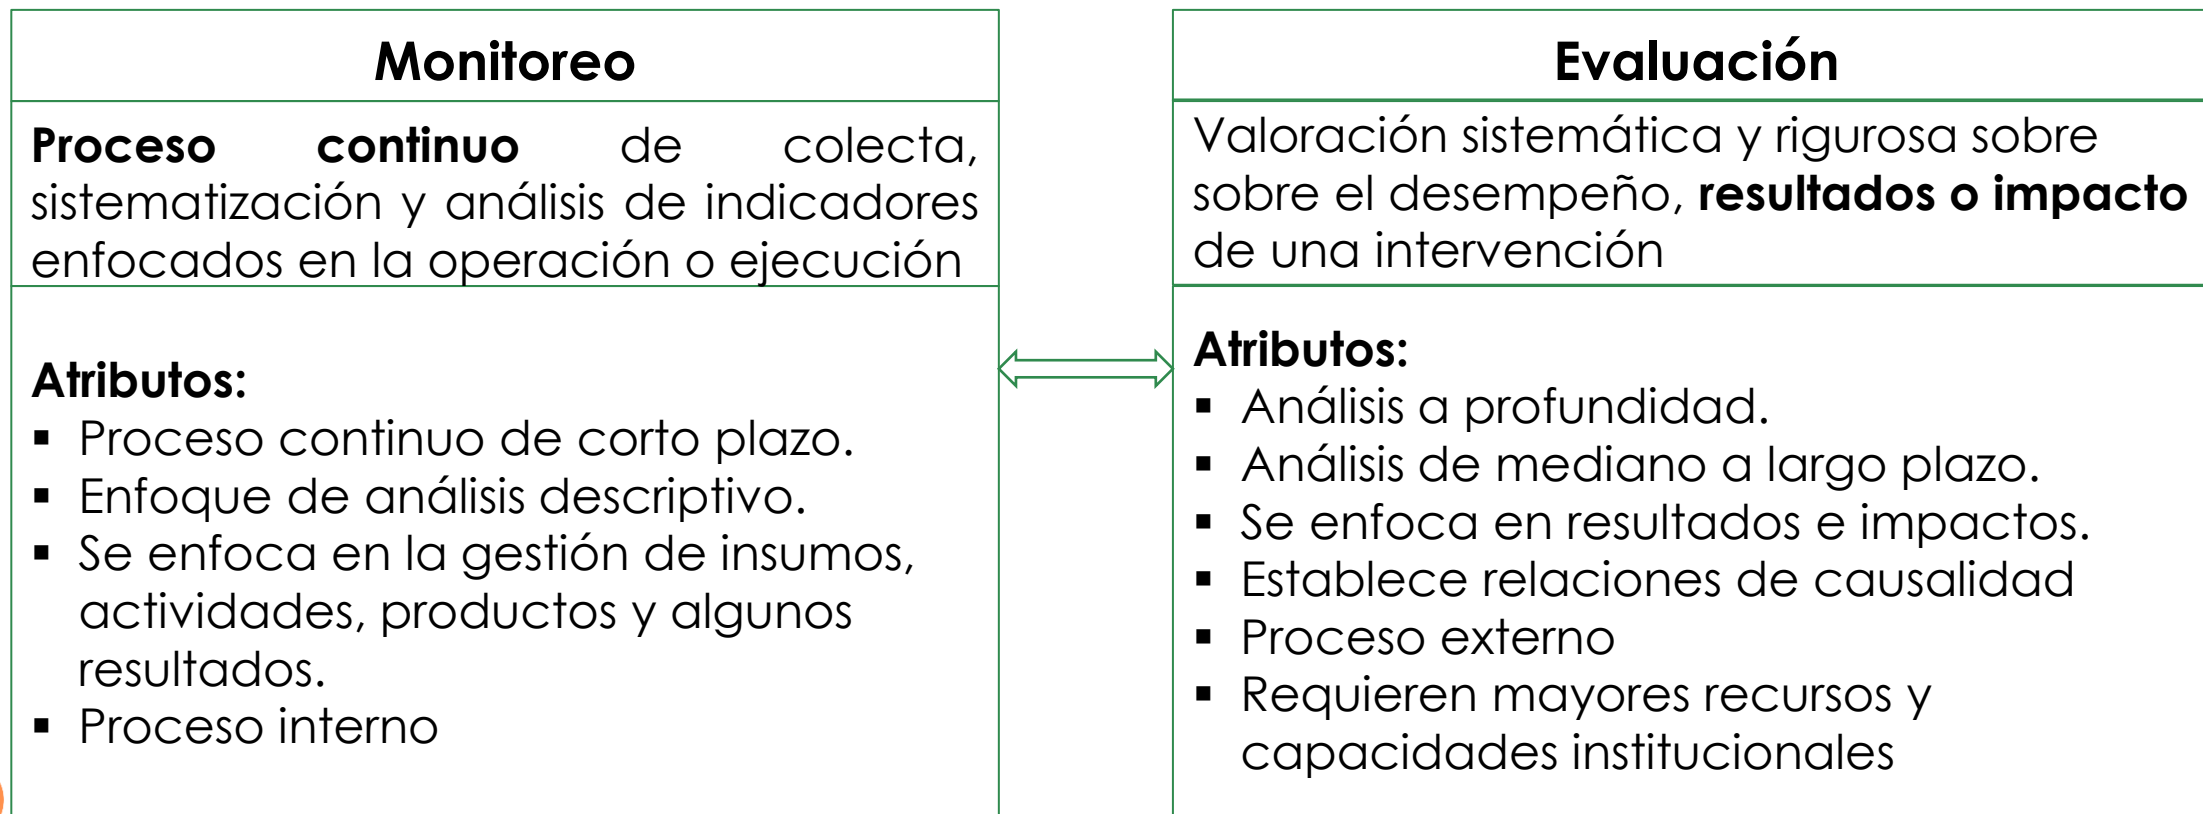 Monitoreo
Proceso continuo de colecta,
sistematización y análisis de indicadores
enfocados en la operación o ejecución
Atributos:
▪ Proceso continuo de corto plazo.
▪ Enfoque de análisis descriptivo.
▪ Se enfoca en la gestión de insumos,
actividades, productos y algunos
resultados.
▪ Proceso interno
Evaluación
Valoración sistemática y rigurosa sobre
sobre el desempeño, resultados o impacto
de una intervención
Atributos:
▪ Análisis a profundidad.
▪ Análisis de mediano a largo plazo.
▪ Se enfoca en resultados e impactos.
▪ Establece relaciones de causalidad
▪ Proceso externo
▪ Requieren mayores recursos y
capacidades institucionales